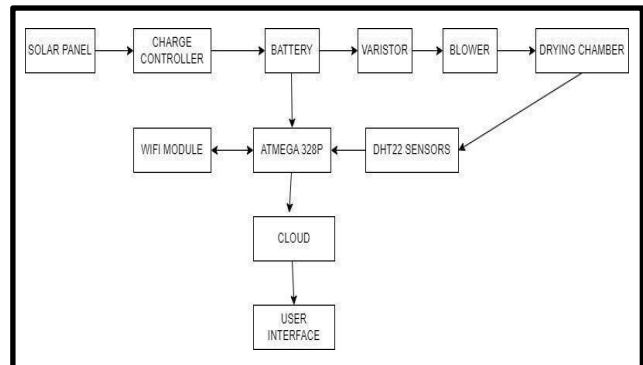 SOLAR PANEL
CHARGE
CONTROLLER
BATTERY
VARISTOR
BLOWER
DRYING CHAMBER
WIFI MODULE
ATMEGA 328P
DHT22 SENSORS
CLOUD
USER
INTERFACE